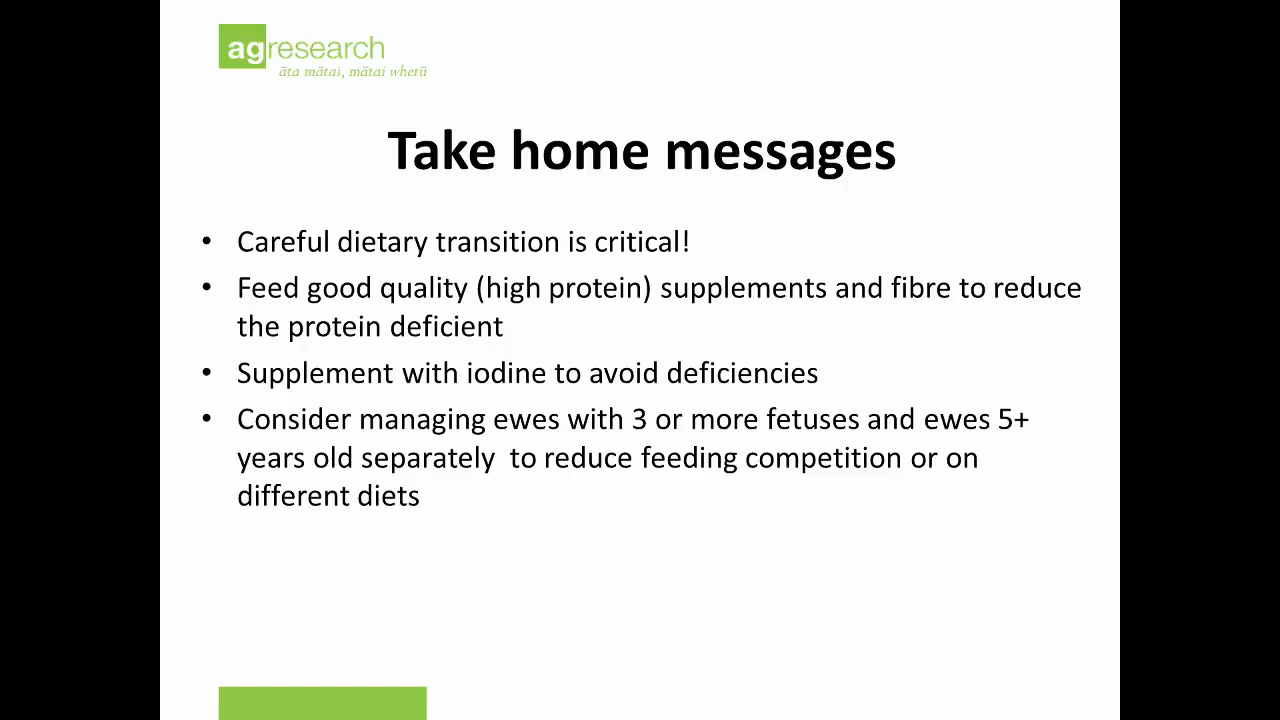 agresearch
āta mātai, mātai whetū
Take home messages
• Careful dietary transition is critical!
• Feed good quality (high protein) supplements and fibre to reduce
the protein deficient
• Supplement with iodine to avoid deficiencies
• Consider managing ewes with 3 or more fetuses and ewes 5+
years old separately  to reduce feeding competition or on
different diets